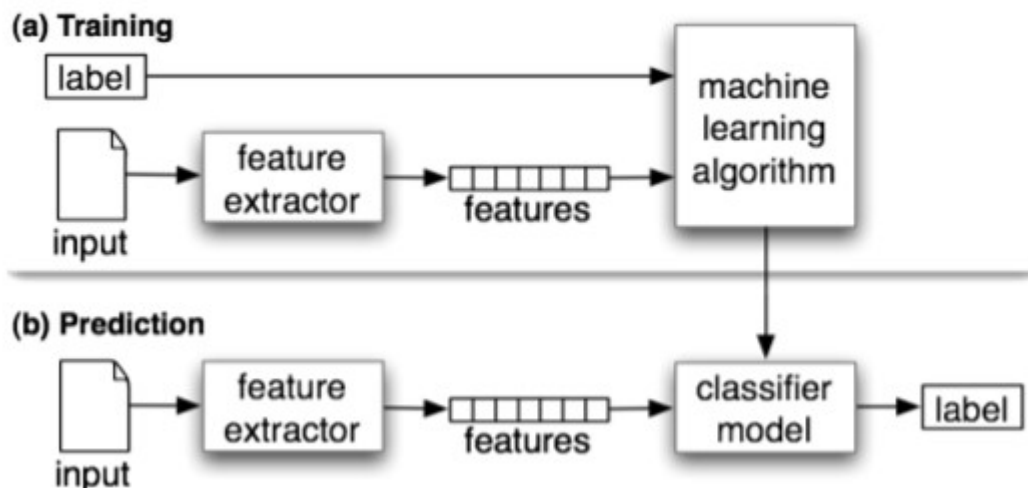 (a) Training
label
machine
learning
algorithm
feature
extractor
features
input
(b) Prediction
feature
extractor
features
classifier
model
label
input